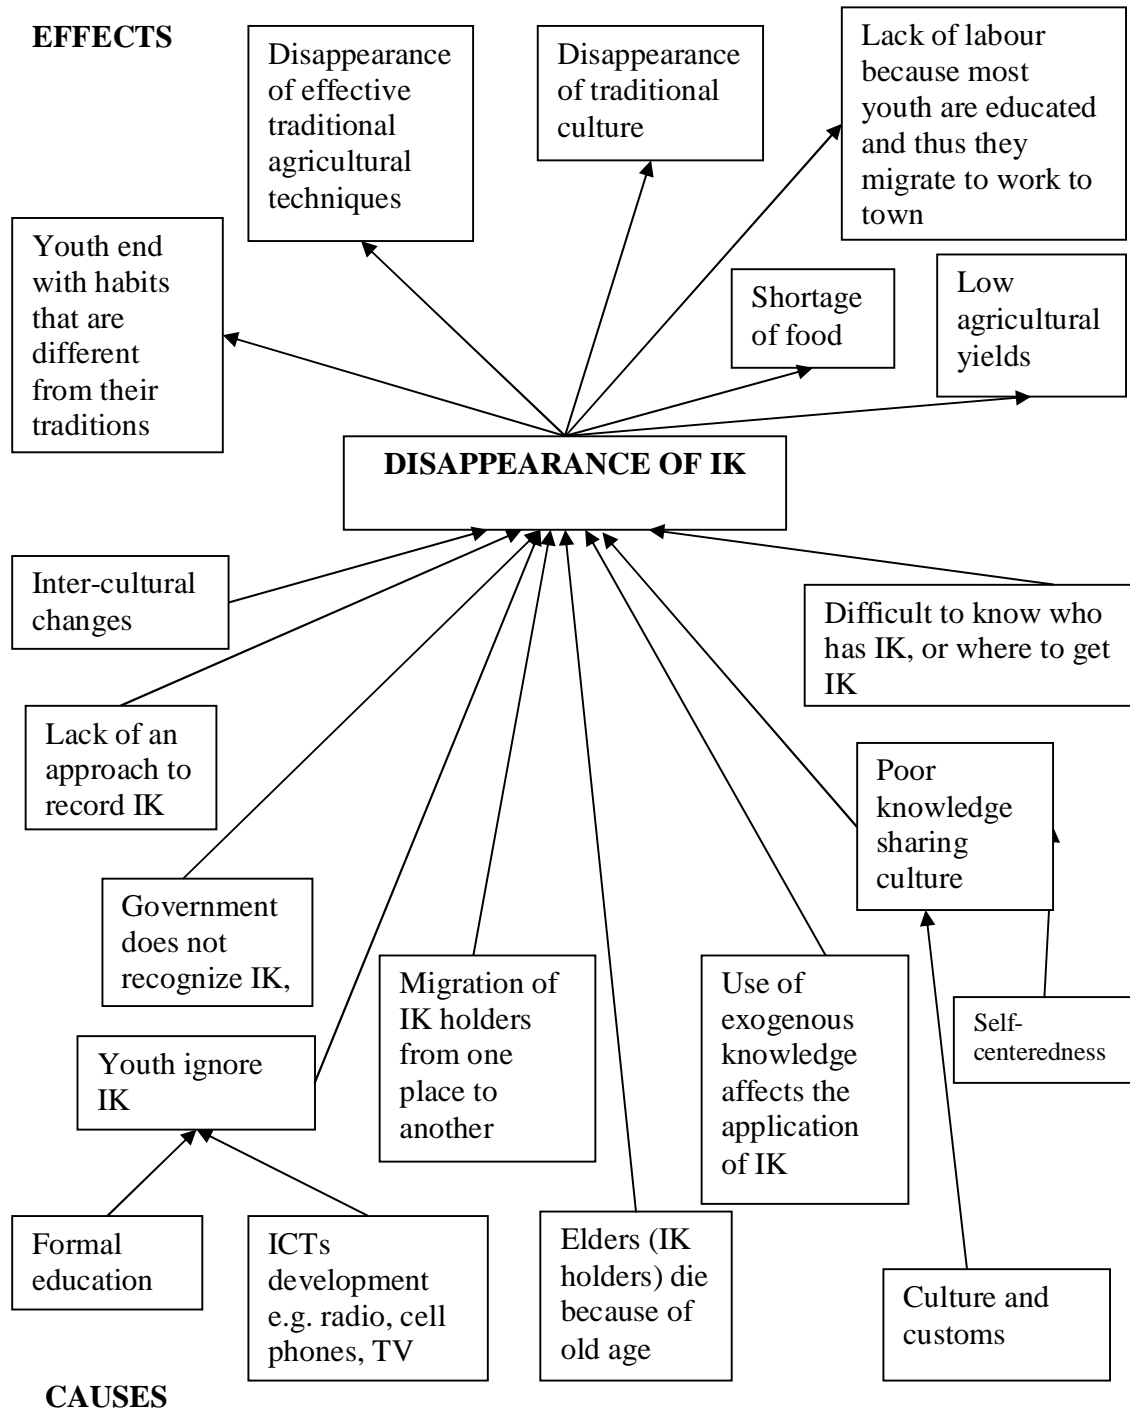 EFFECTS
Disappearance
of effective
traditional
agricultural
techniques
Disappearance
of traditional
culture
Lack of labour
because most
youth are educated
and thus they
migrate to work to
town
Youth end
with habits
that are
different
from their
traditions
Shortage
of food
Low
agricultural
yields
DISAPPEARANCE OF IK
Inter-cultural
changes
Difficult to know who
has IK, or where to get
IK
Lack of an
approach to
record IK
Poor
knowledge
sharing
culture
Government
does not
recognize IK,
Migration of
IK holders
from one
place to
another
Use of
exogenous
knowledge
affects the
application
of IK
Self-
centeredness
Youth ignore
IK
Formal
education
ICTs
development
e.g. radio, cell
phones, TV
Elders (IK
holders) die
because of
old age
Culture and
customs
CAUSES